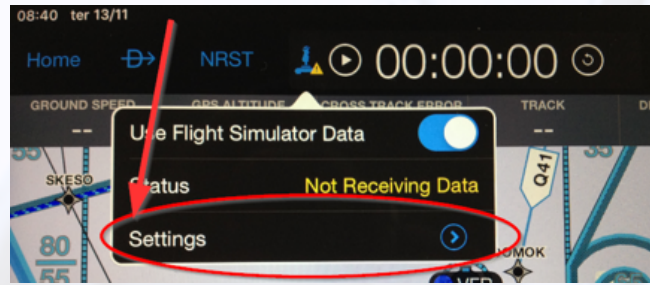 08:40 ter 13/11
Home
NRST
00:00:00
GROUND SPEED
GPS ALTITUDE
CROSS TRACK ERROR
TRACK
--
--
Use Flight Simulator Data
Status Not Receiving Data
Settings
SKESO
Q41
80
55